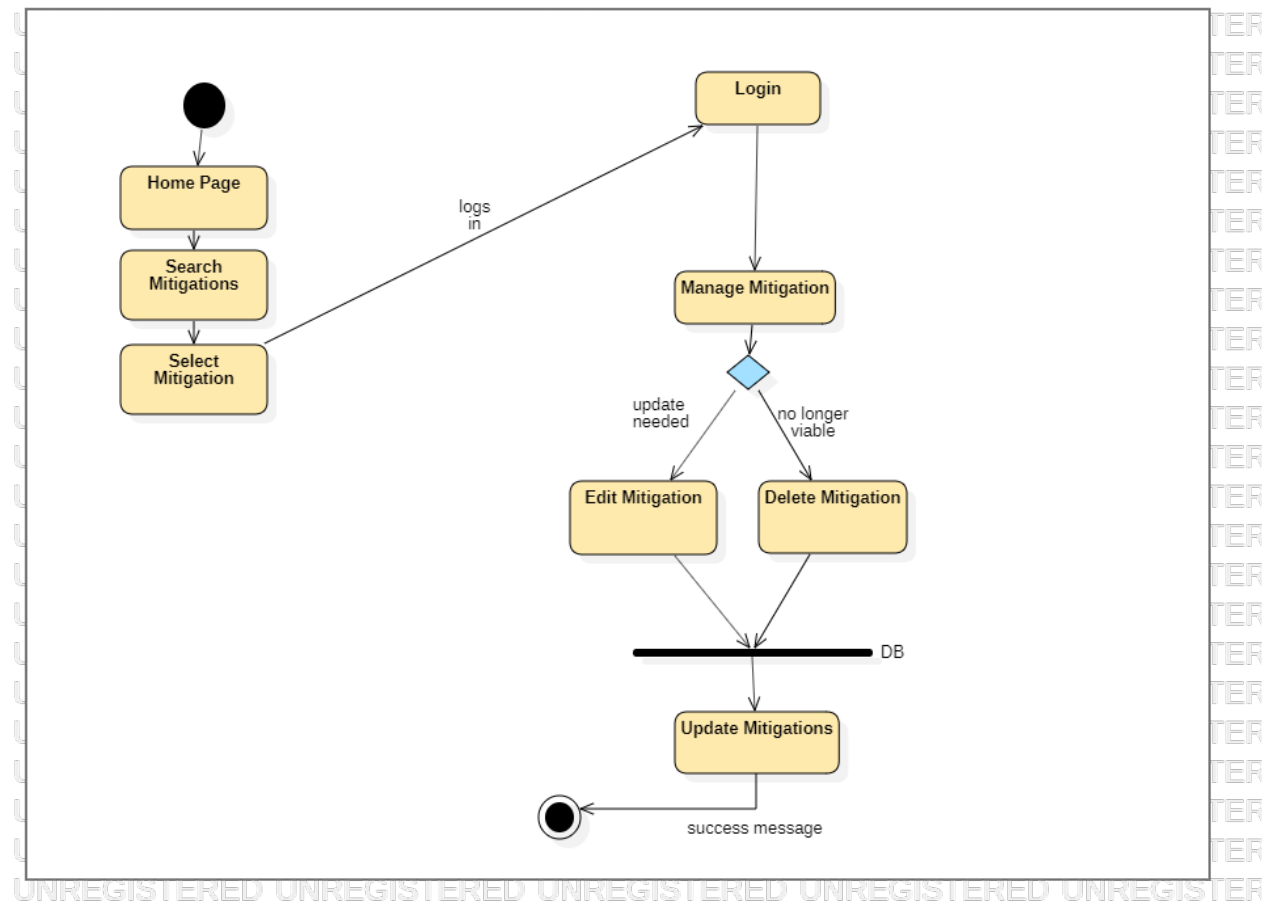 Login
Home Page
logs
in
Search
Mitigations
Manage Mitigation
Select
Mitigation
update
needed
no longer
viable
Edit Mitigation
Delete Mitigation
DB
Update Mitigations
success message
UNREGISTERED UNREGISTERED UNREGISTERED UNREGISTERED UNREGISTER